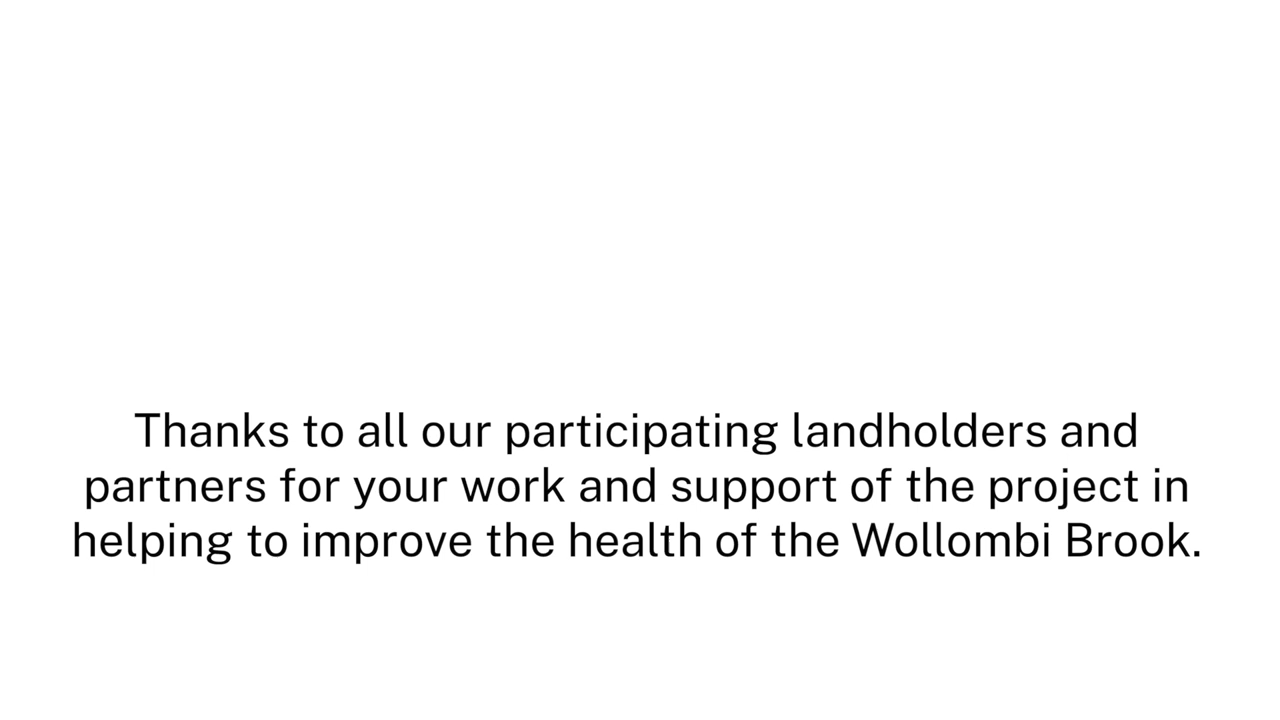 Thanks to all our participating landholders and
partners for your work and support of the project in
helping to improve the health of the Wollombi Brook.